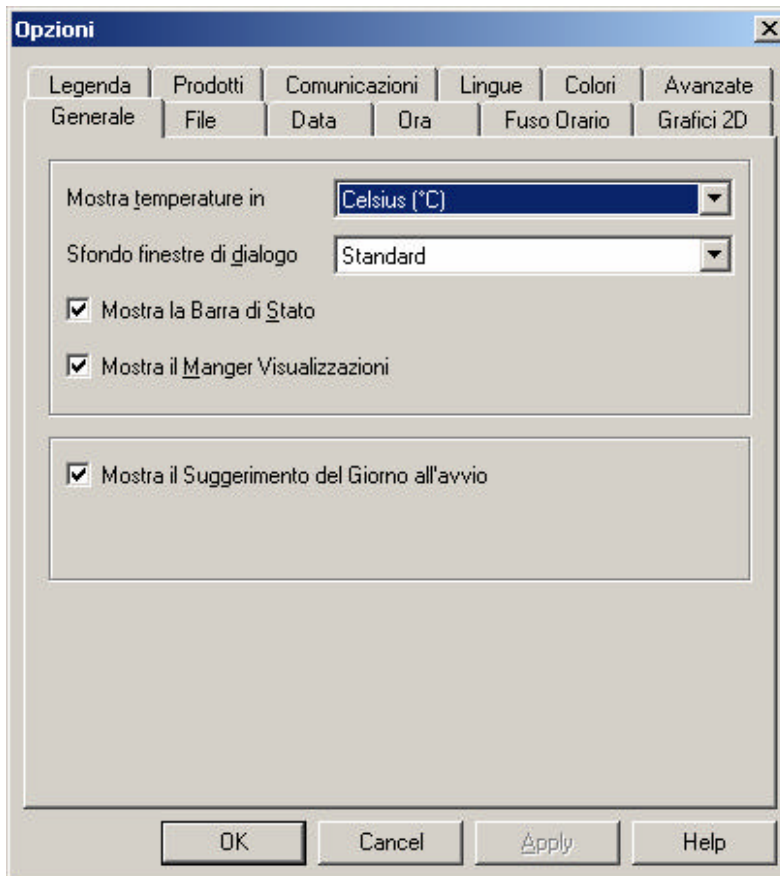 Opzioni
Legenda Prodotti Comunicazioni Lingue Colori Avanzate
Generale File Data Ora Fuso Orario Grafici 2D
Mostra temperature in Celsius (°C)
Sfondo finestre di dialogo Standard
Mostra la Barra di Stato
Mostra il Manger Visualizzazioni
Mostra il Suggerimento del Giorno all'avvio
OK Cancel Apply Help